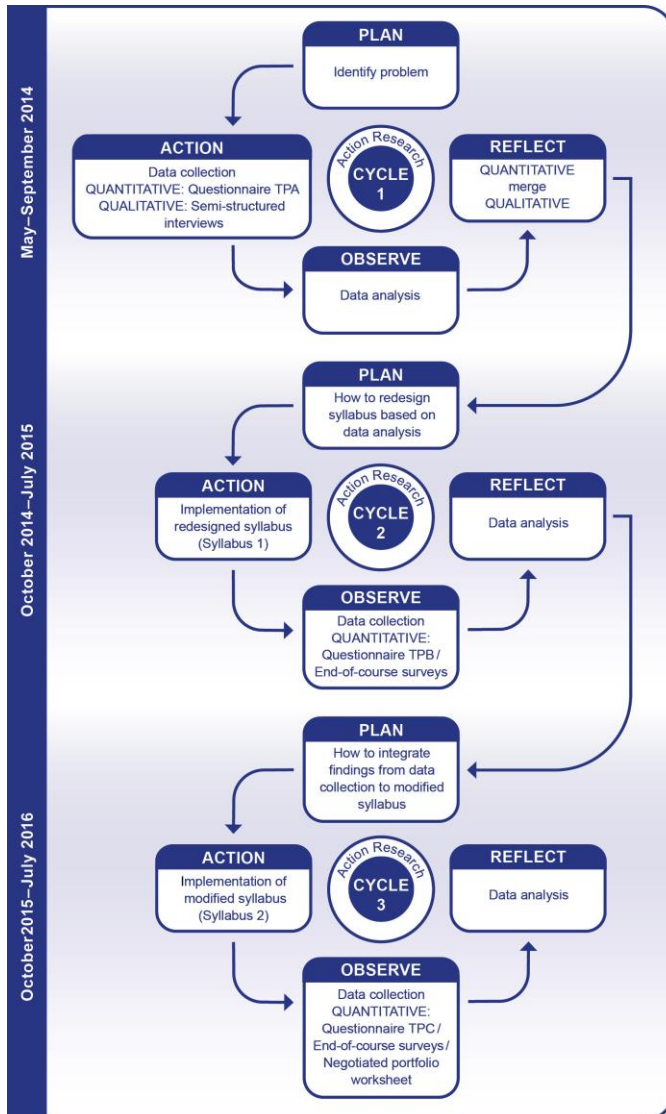 May–September 2014
PLAN
Identify problem
ACTION
Data collection
QUANTITATIVE: Questionnaire TPA
QUALITATIVE: Semi-structured
interviews
Action Research
CYCLE
1
REFLECT
QUANTITATIVE
merge
QUALITATIVE
OBSERVE
Data analysis
October 2014–July 2015
PLAN
How to redesign
syllabus based on
data analysis
ACTION
Implementation of
redesigned syllabus
(Syllabus 1)
Action Research
CYCLE
2
REFLECT
Data analysis
OBSERVE
Data collection
QUANTITATIVE:
Questionnaire TPB/
End-of-course surveys
October2015–July 2016
PLAN
How to integrate
findings from data
collection to modified
syllabus
ACTION
Implementation of
modified syllabus
(Syllabus 2)
Action Research
CYCLE
3
REFLECT
Data analysis
OBSERVE
Data collection
QUANTITATIVE:
Questionnaire TPC/
End-of-course surveys/
Negotiated portfolio
worksheet